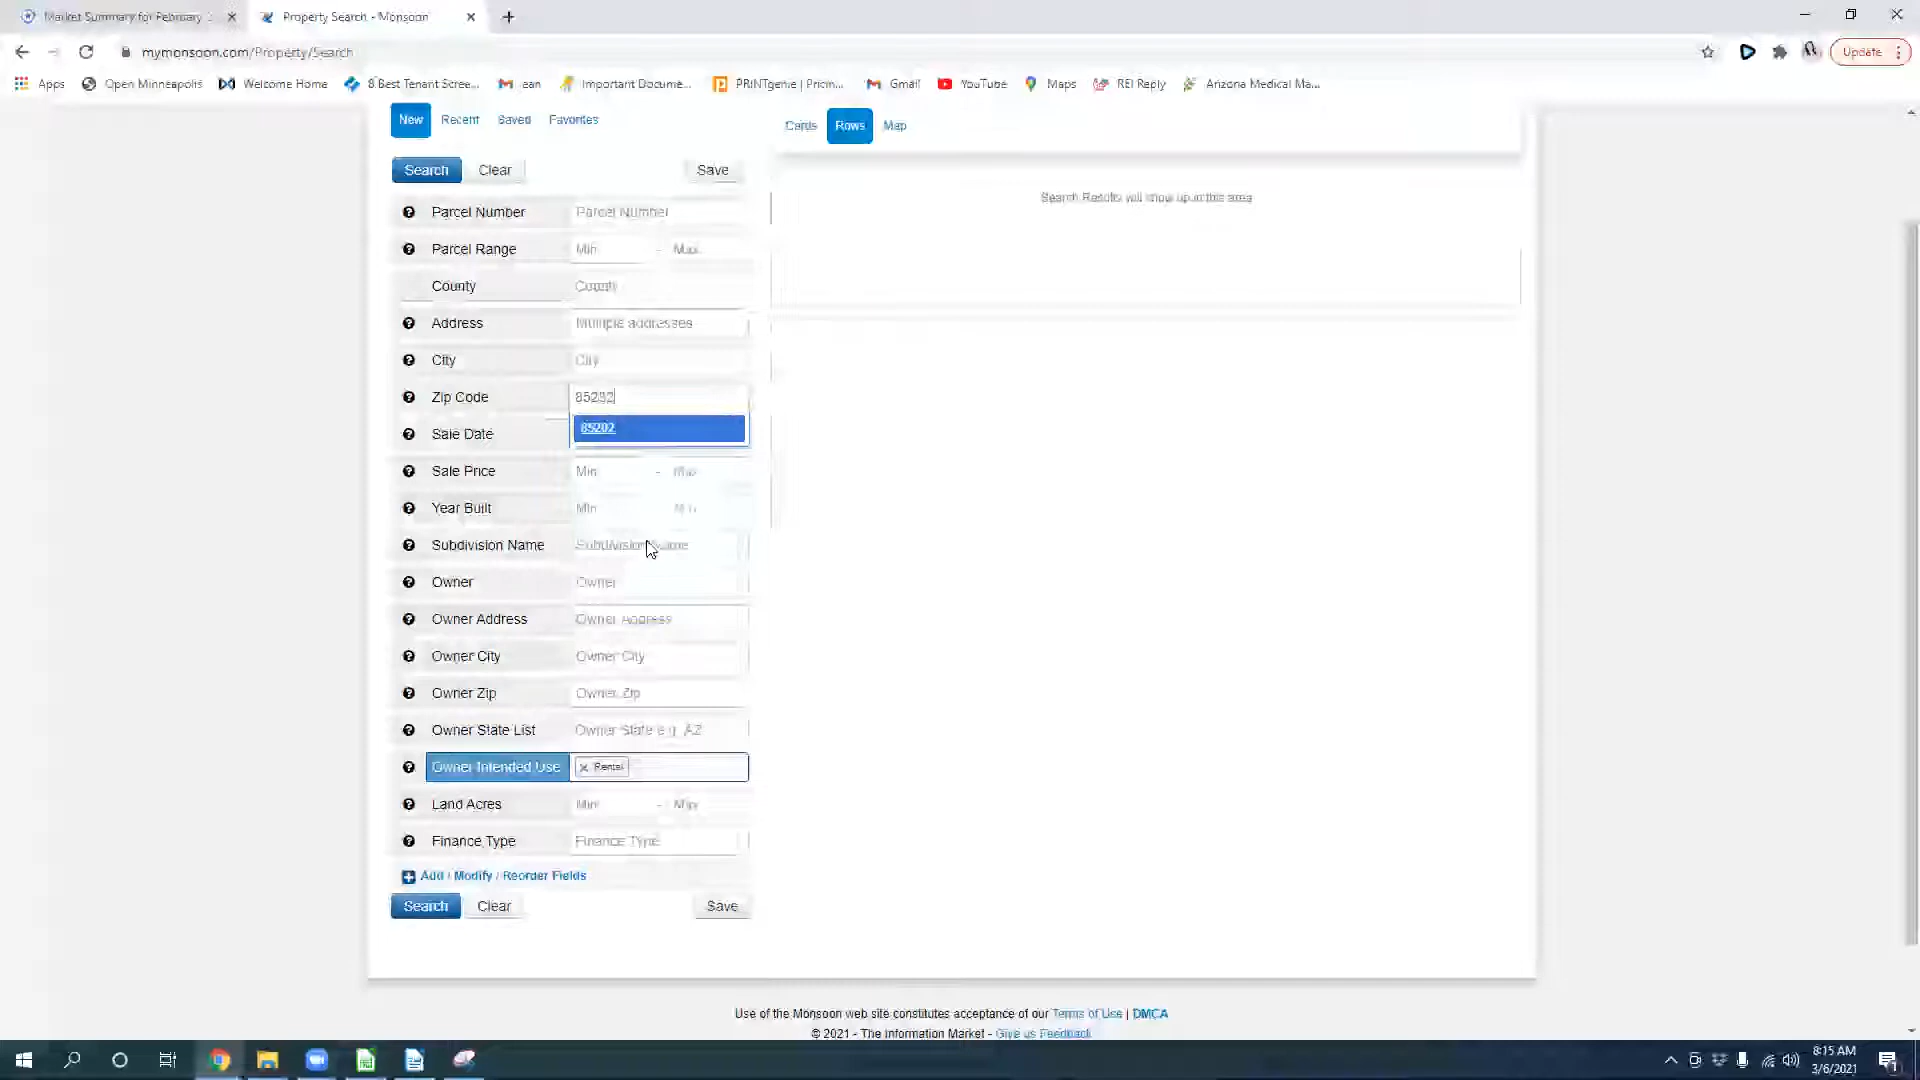 Market Summary for February
Property Search - Monsoon
mymonsoon.com/Property/Search
Update
Apps
Open Minneapolis
Welcome Home
8 Best Tenant Scree...
ean
Important Docume...
PRINTgenie | Pricin...
Gmail
YouTube
Maps
REI Reply
Arizona Medical Ma...
New Recent Saved Favorites
Cards Rows Map
Search Clear Save
Search Results will show up in this area
Parcel Number Parcel Number
Parcel Range Min - Max
County County
Address Multiple addresses
City City
Zip Code
85202
Sale Date
Sale Price Min - Max
Year Built Min
Subdivision Name Subdivision Name
Owner Owner
Owner Address Owner Address
Owner City Owner City
Owner Zip Owner Zip
Owner State List Owner State e.g. AZ
Owner Intended Use × Rental
Land Acres Min - Max
Finance Type Finance Type
Add / Modify / Reorder Fields
Search Clear Save
Use of the Monsoon web site constitutes acceptance of our Terms of Use | DMCA
© 2021 - The Information Market - Give us Feedback
8:15 AM
3/6/2021